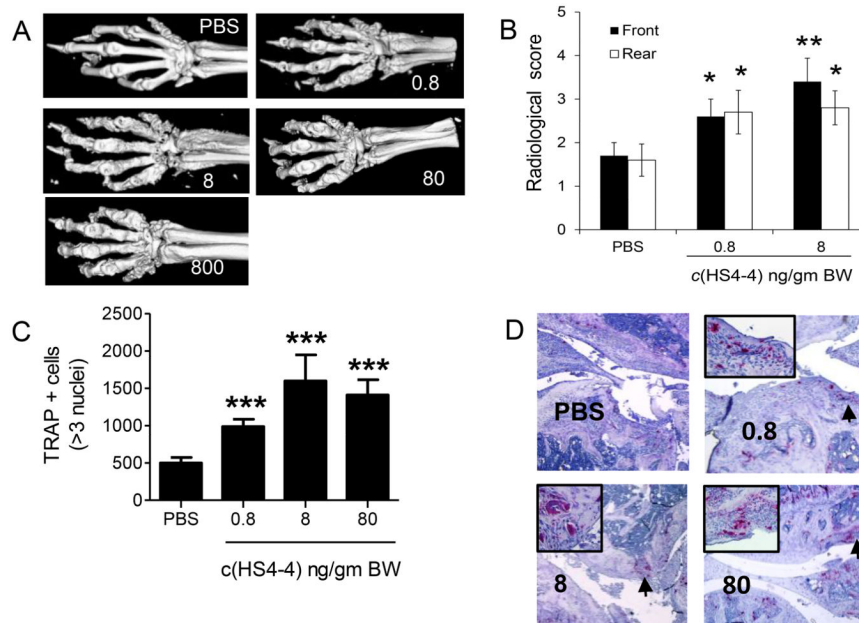 A
PBS
0.8
8
80
800
B
Front
Rear
Radiological score
6
5
4
3
2
1
0
*
*
**
*
PBS
0.8
8
c(HS4-4) ng/gm BW
C
TRAP + cells
(>3 nuclei)
2500
2000
1500
1000
500
0
***
***
***
PBS
0.8
8
80
c(HS4-4) ng/gm BW
D
PBS
0.8
8
80